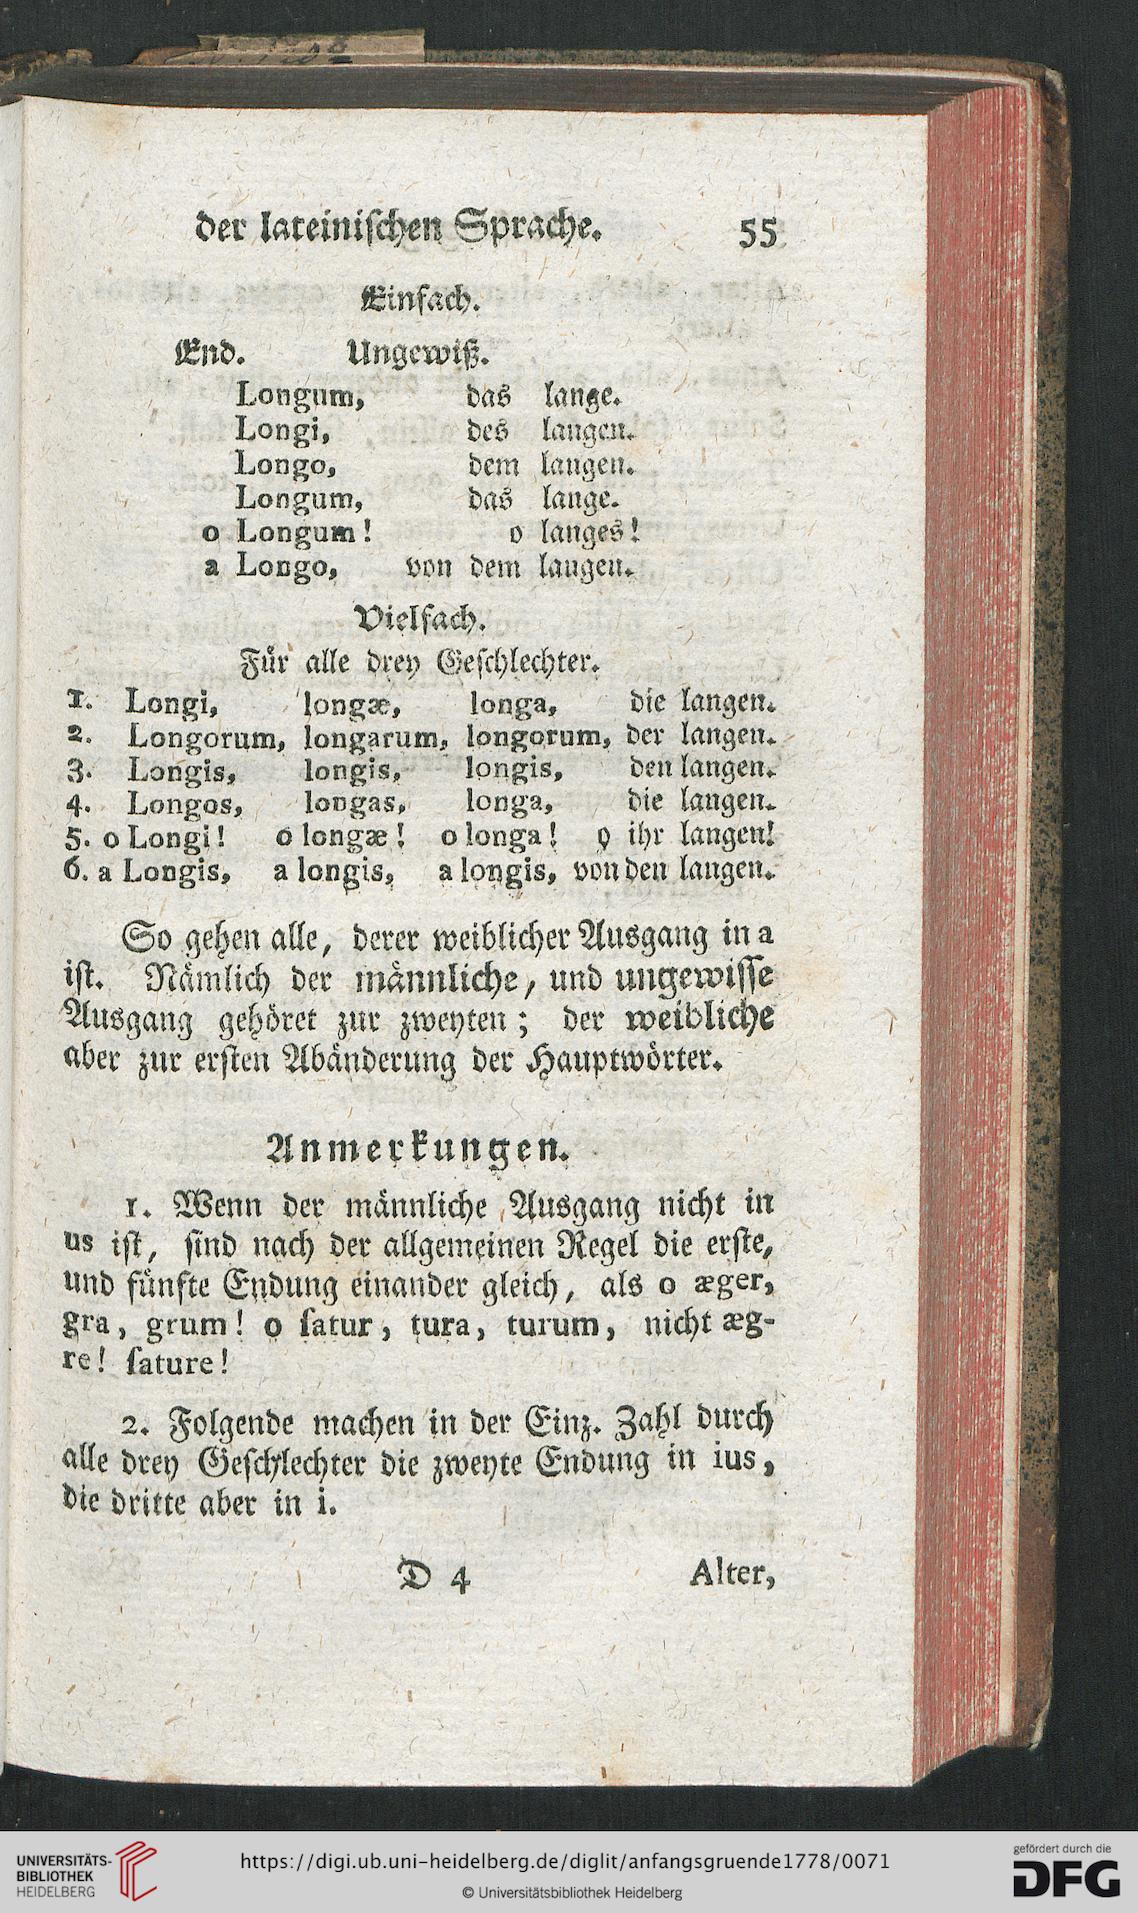 der lateiniſchen Sprache. 55
Einfach.
End. Ungewiß.
Longum, das lange.
Longi, des langen.
Longo, dem langen.
Longum, das lange.
o Longum! o langes!
a Longo, von dem langen.
Vielfach.
Für alle drey Geſchlechter.
1. Longi, longæ, longa, die langen.
2. Longorum, longarum, longorum, der langen.
3. Longis, longis, longis, den langen.
4. Longos, longas, longa, die langen.
5. o Longi! o longæ! o longa! o ihr langen!
6. a Longis, a longis, a longis, von den langen.
So gehen alle, derer weiblicher Ausgang in a
iſt. Nämlich der männliche, und ungewiſſe
Ausgang gehöret zur zweyten; der weibliche
aber zur erſten Abänderung der Hauptwörter.
Anmerkungen.
1. Wenn der männliche Ausgang nicht in
us iſt, ſind nach der allgemeinen Regel die erſte,
und fünfte Endung einander gleich, als o æger,
gra, grum! o ſatur, tura, turum, nicht æg-
re! ſature!
2. Folgende machen in der Einz. Zahl durch
alle drey Geſchlechter die zweyte Endung in ius,
die dritte aber in i.
D 4 Alter,
UNIVERSITÄTS-
BIBLIOTHEK
HEIDELBERG
https://digi.ub.uni-heidelberg.de/diglit/anfangsgruende1778/0071
© Universitätsbibliothek Heidelberg
gefördert durch die
DFG